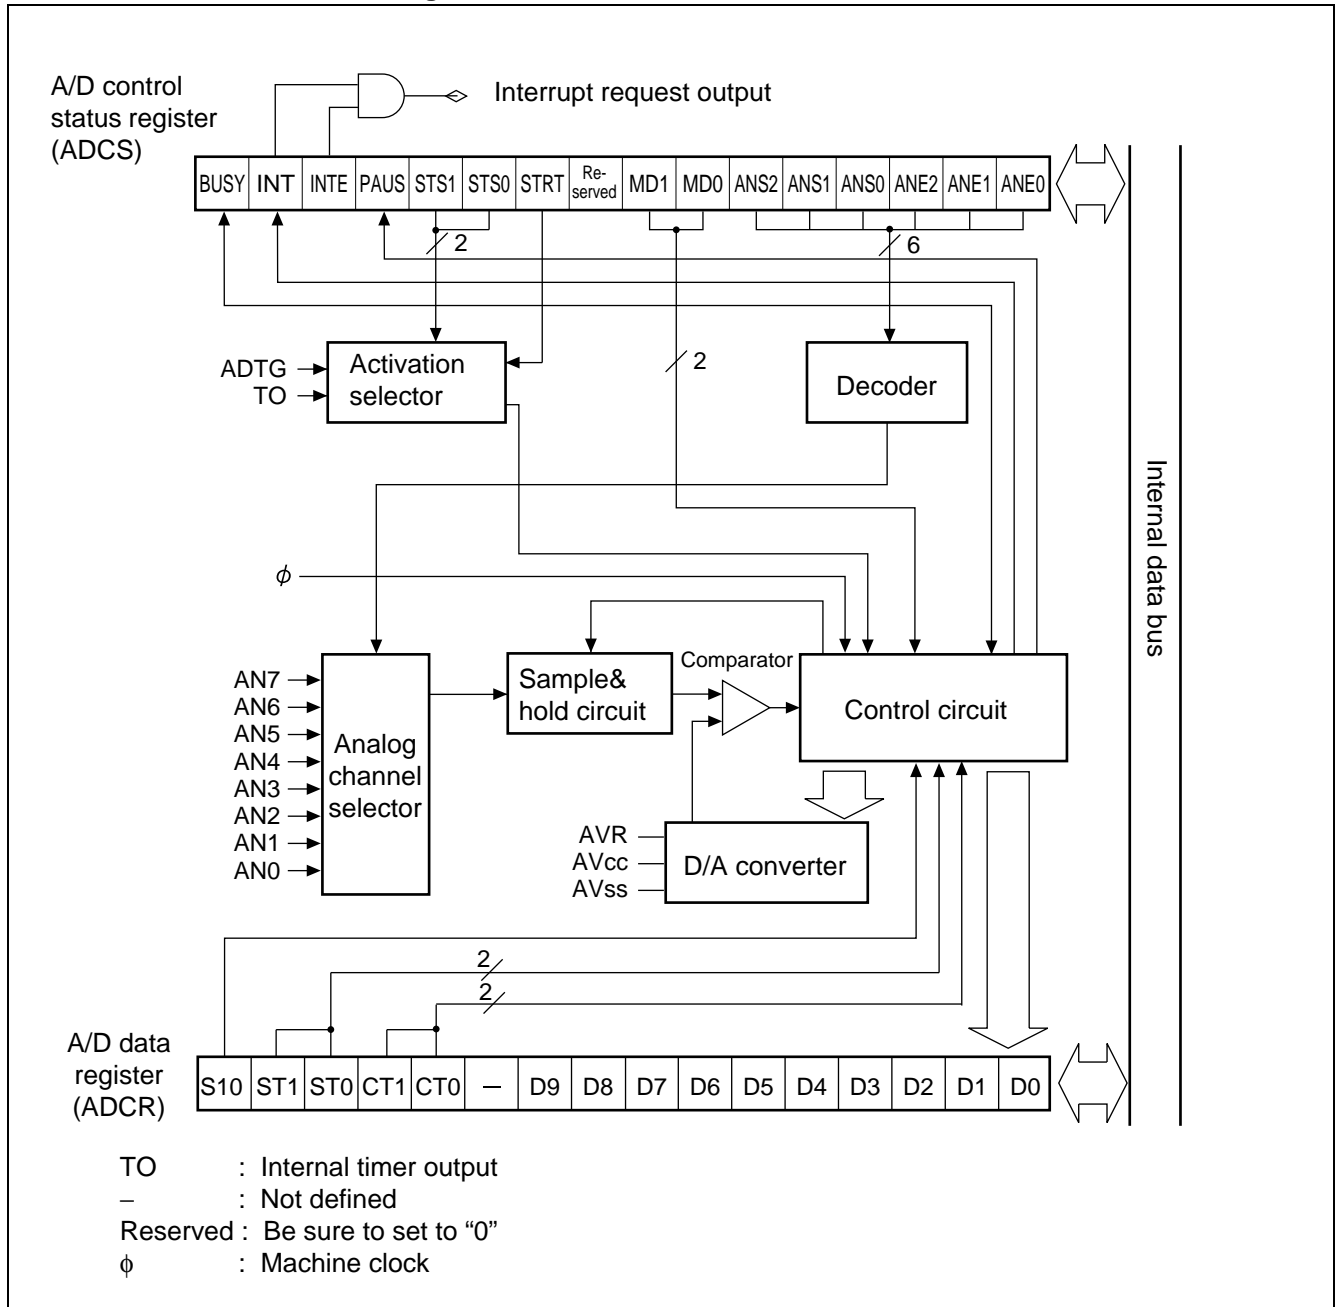 A/D control
status register
(ADCS)
Interrupt request output
BUSY INT INTE PAUS STS1 STS0 STRT Re-served MD1 MD0 ANS2 ANS1 ANS0 ANE2 ANE1 ANE0
2
6
ADTG
TO
Activation
selector
2
Decoder
Internal data bus
ϕ
AN7
AN6
AN5
AN4
AN3
AN2
AN1
AN0
Analog
channel
selector
Sample&
hold circuit
Comparator
Control circuit
AVR
AVcc
AVss
D/A converter
2
2
A/D data
register
(ADCR)
S10 ST1 ST0 CT1 CT0 – D9 D8 D7 D6 D5 D4 D3 D2 D1 D0
TO : Internal timer output
– : Not defined
Reserved : Be sure to set to “0”
ϕ : Machine clock